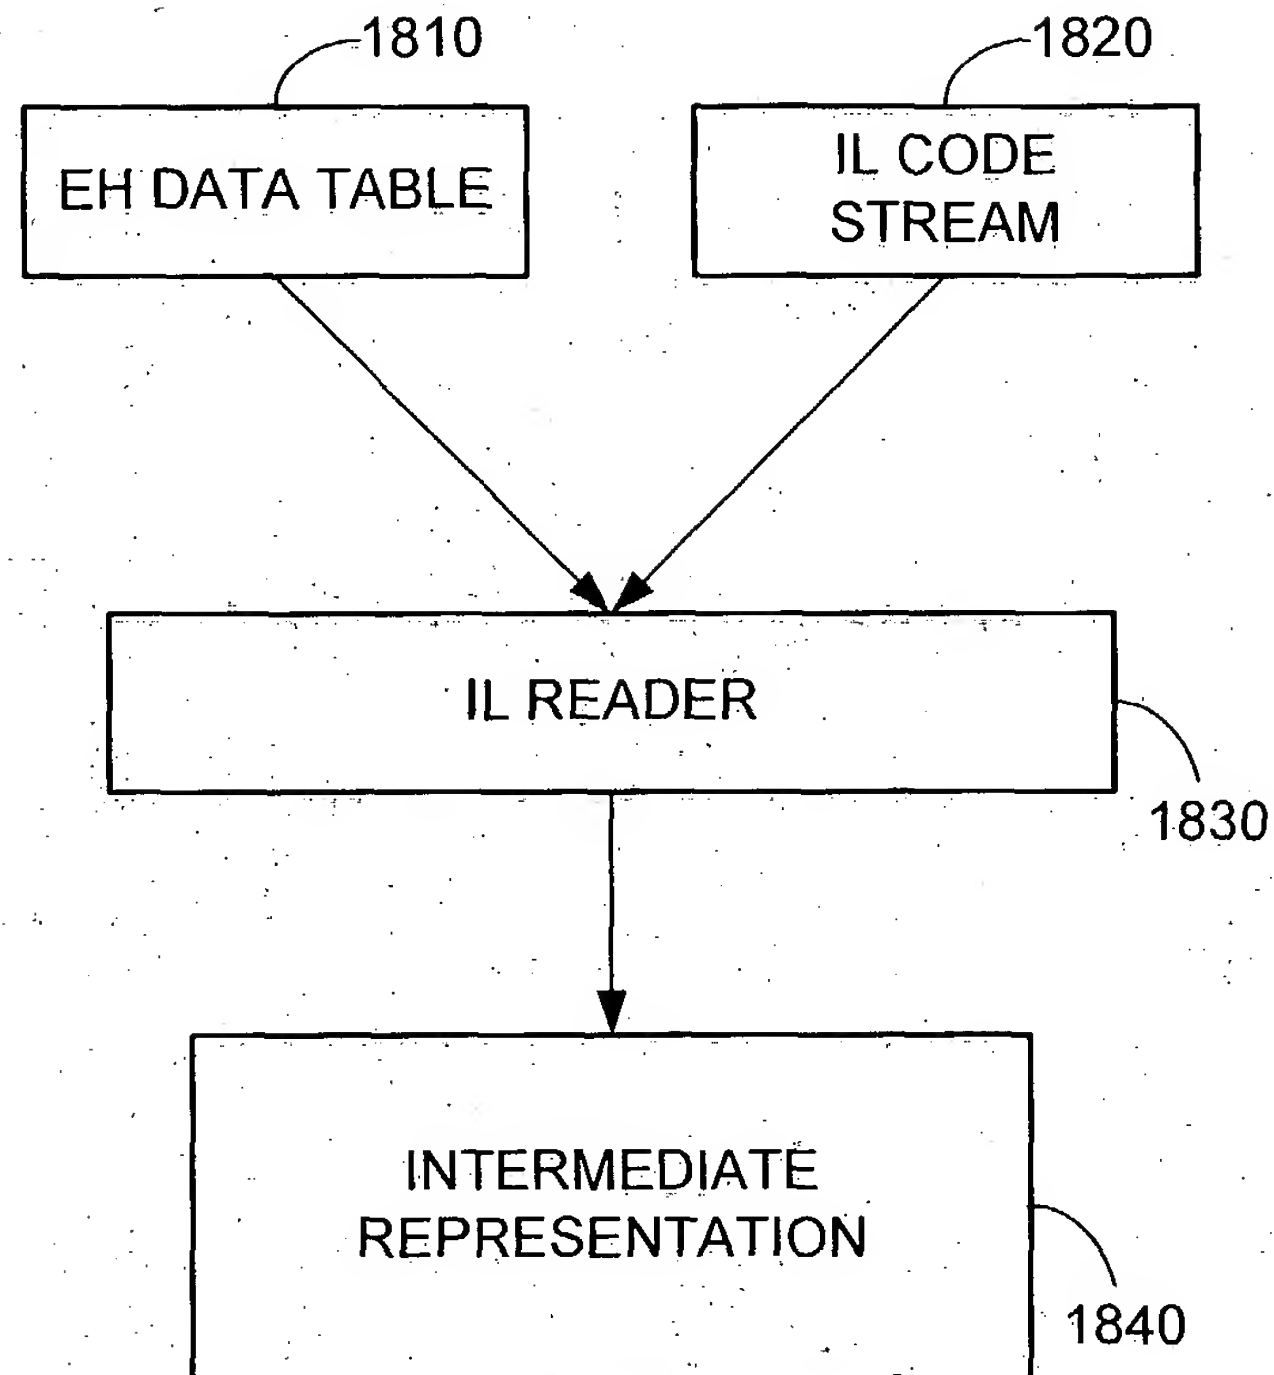 1810
1820
EH DATA TABLE
IL CODE
STREAM
IL READER
1830
INTERMEDIATE
REPRESENTATION
1840